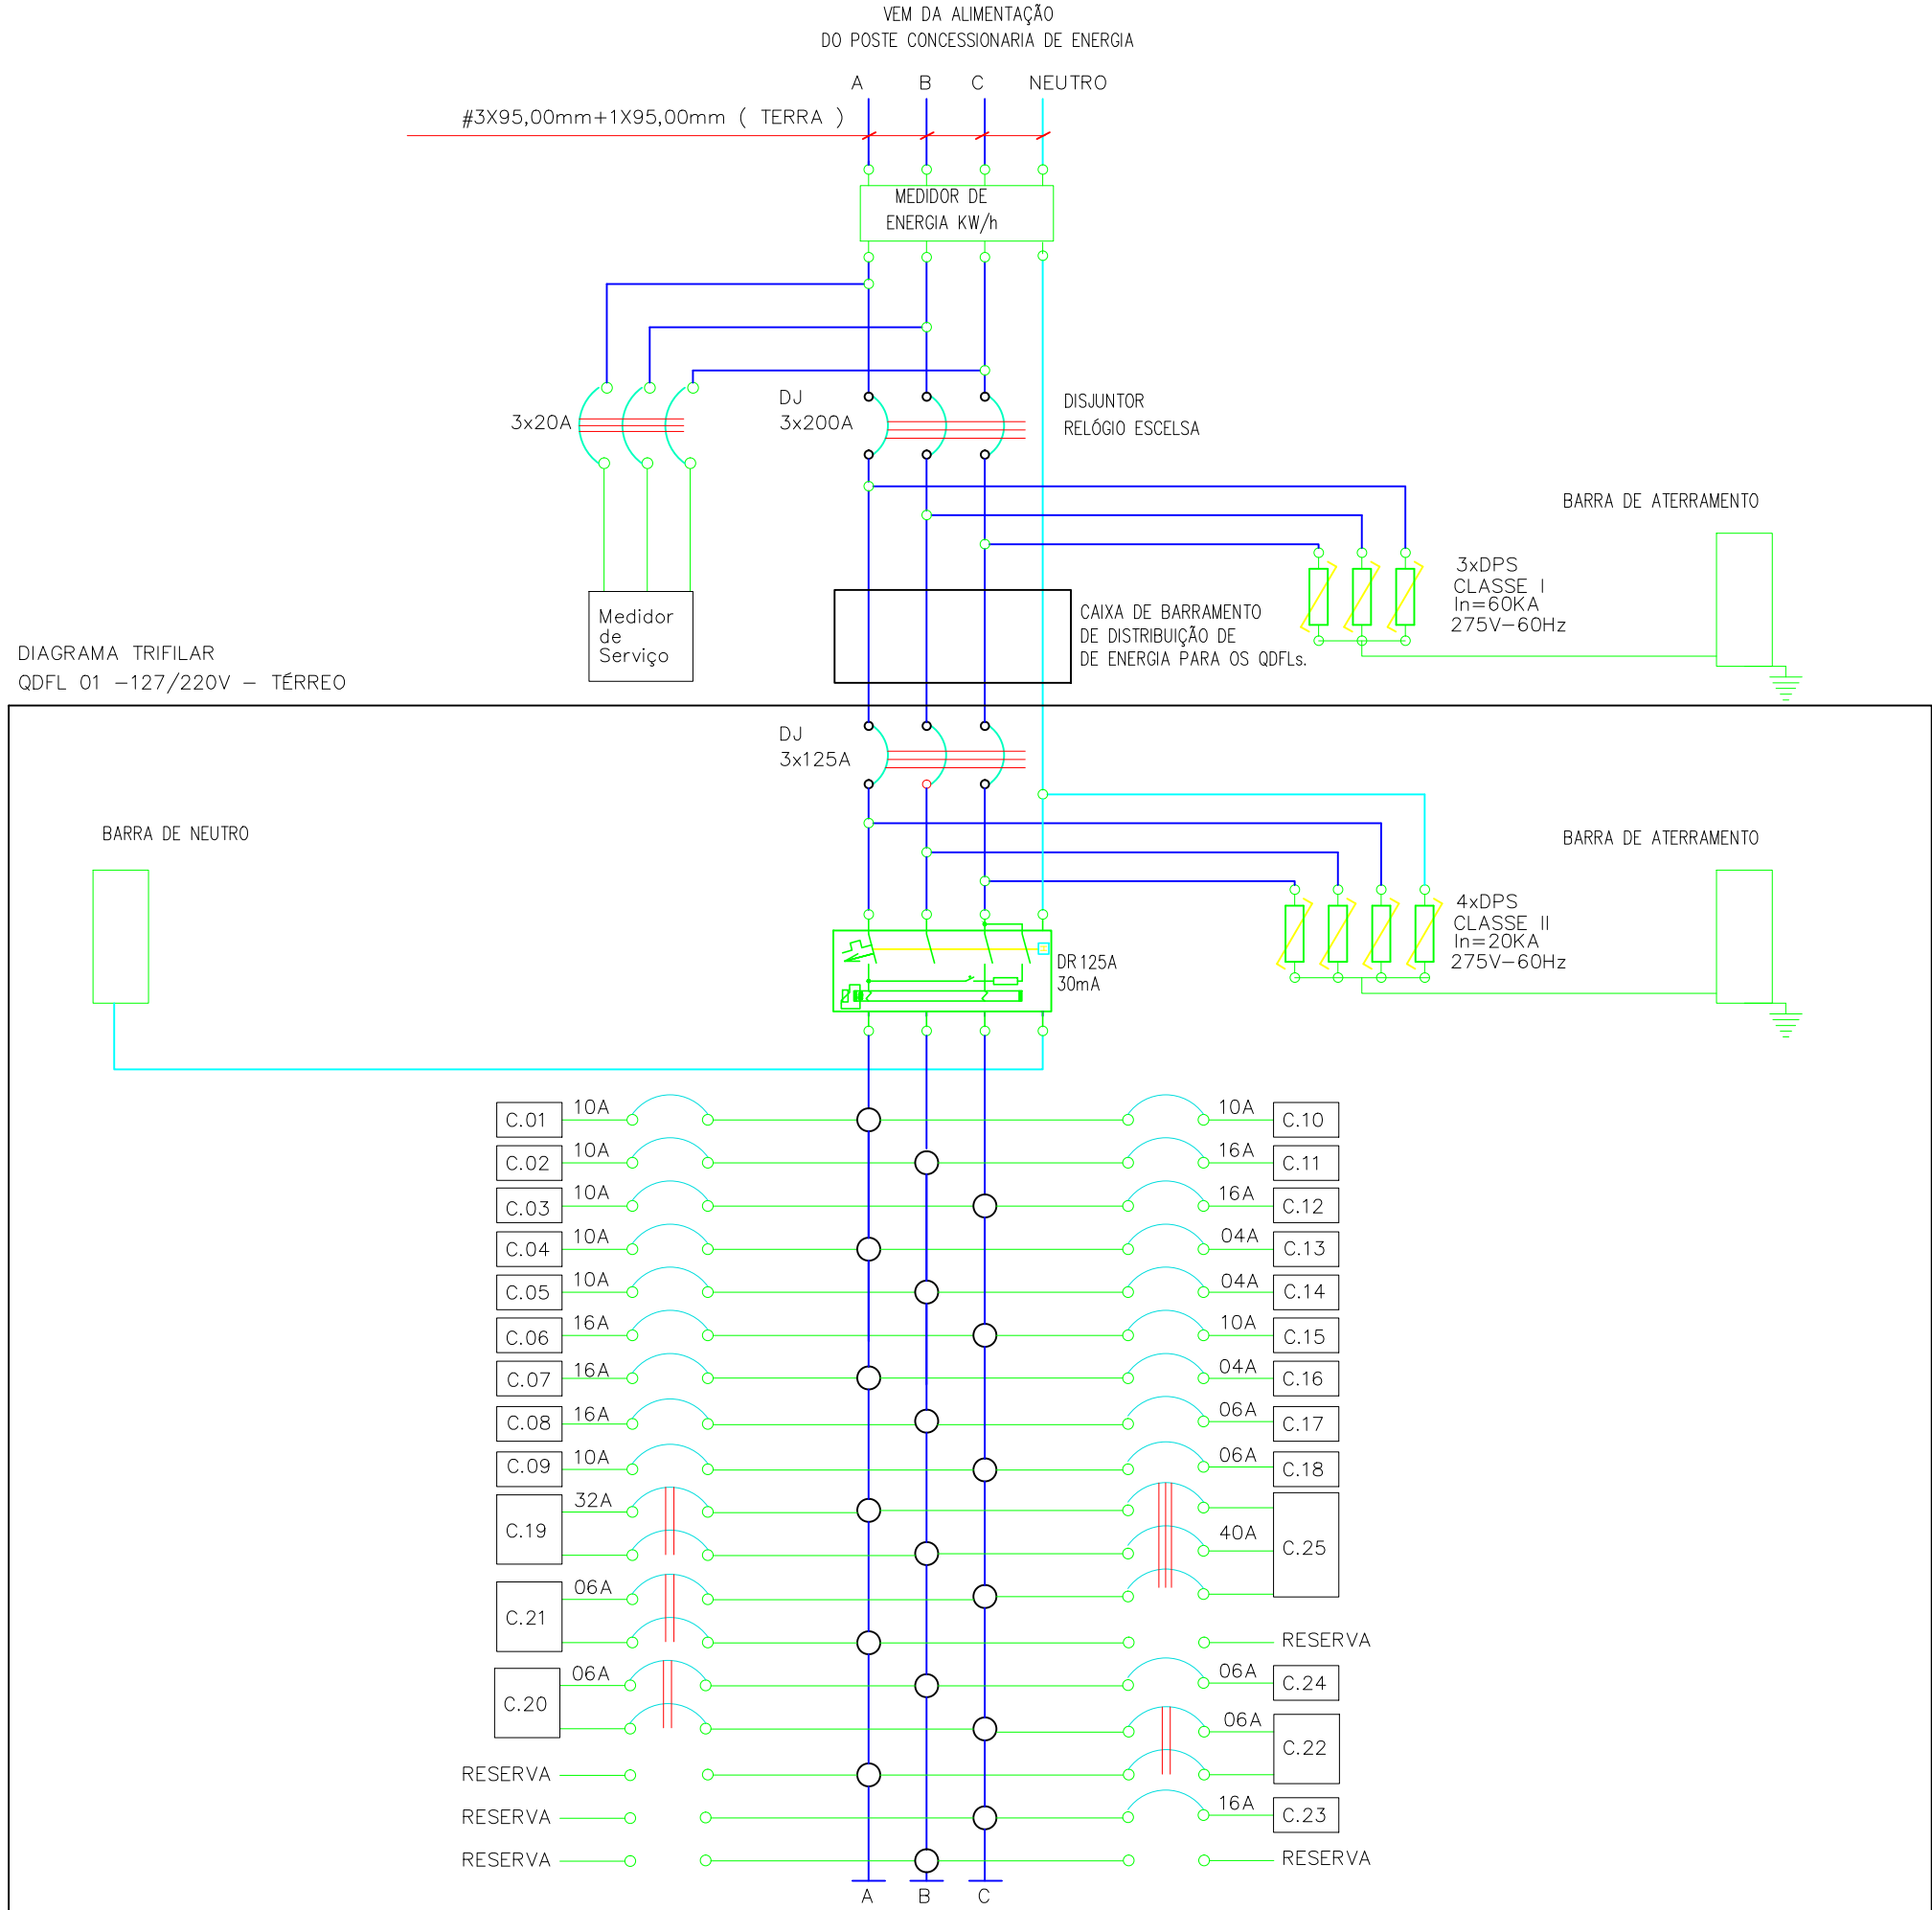 VEM DA ALIMENTAÇÃO
DO POSTE CONCESSIONARIA DE ENERGIA
A B C NEUTRO
#3X95,00mm+1X95,00mm ( TERRA )
MEDIDOR DE
ENERGIA KW/h
3x20A
DJ
3x200A
DISJUNTOR
RELÓGIO ESCELSA
BARRA DE ATERRAMENTO
3xDPS
CLASSE I
In=60KA
275V-60Hz
Medidor
de
Serviço
CAIXA DE BARRAMENTO
DE DISTRIBUIÇÃO DE
DE ENERGIA PARA OS QDFLs.
DIAGRAMA TRIFILAR
QDFL 01 -127/220V - TÉRREO
DJ
3x125A
BARRA DE NEUTRO
BARRA DE ATERRAMENTO
4xDPS
CLASSE II
In=20KA
275V-60Hz
DR125A
30mA
C.01 10A 10A C.10
C.02 10A 16A C.11
C.03 10A 16A C.12
C.04 10A 04A C.13
C.05 10A 04A C.14
C.06 16A 10A C.15
C.07 16A 04A C.16
C.08 16A 06A C.17
C.09 10A 06A C.18
C.19 32A 40A C.25
C.21 06A RESERVA
C.20 06A 06A C.24
06A C.22
RESERVA
RESERVA 16A C.23
RESERVA RESERVA
A B C